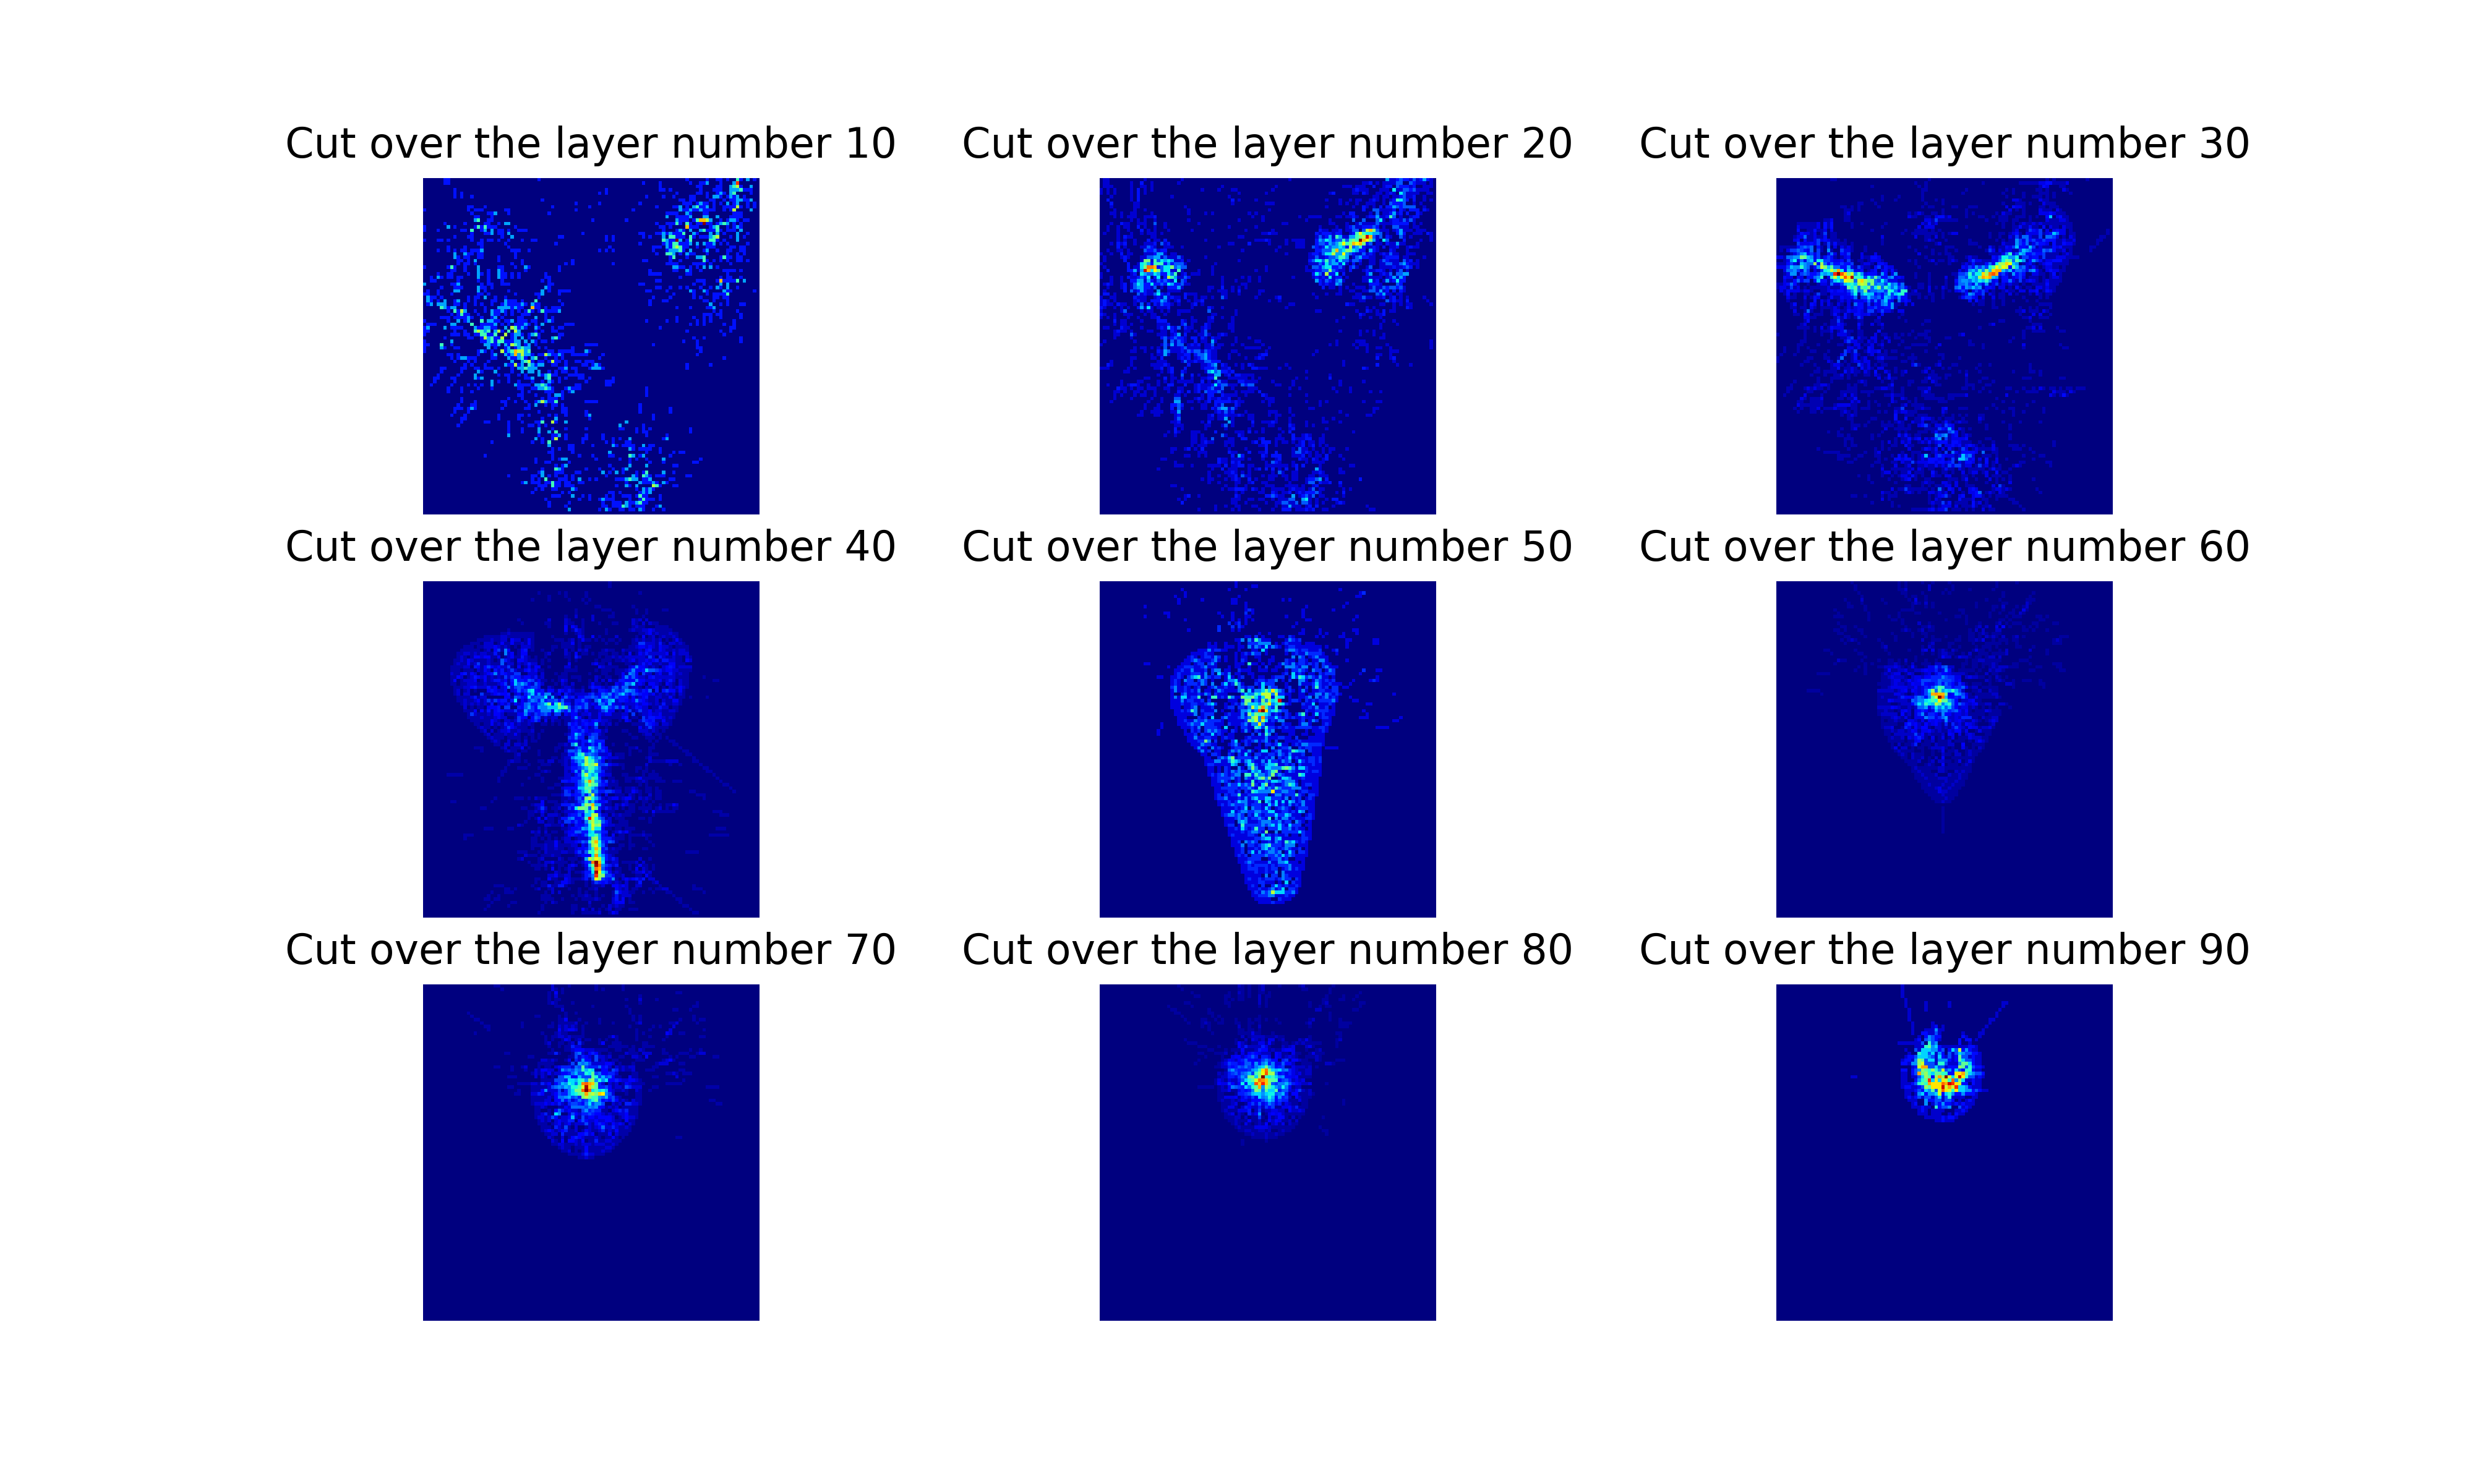 Cut over the layer number 10
Cut over the layer number 20
Cut over the layer number 30
Cut over the layer number 40
Cut over the layer number 50
Cut over the layer number 60
Cut over the layer number 70
Cut over the layer number 80
Cut over the layer number 90